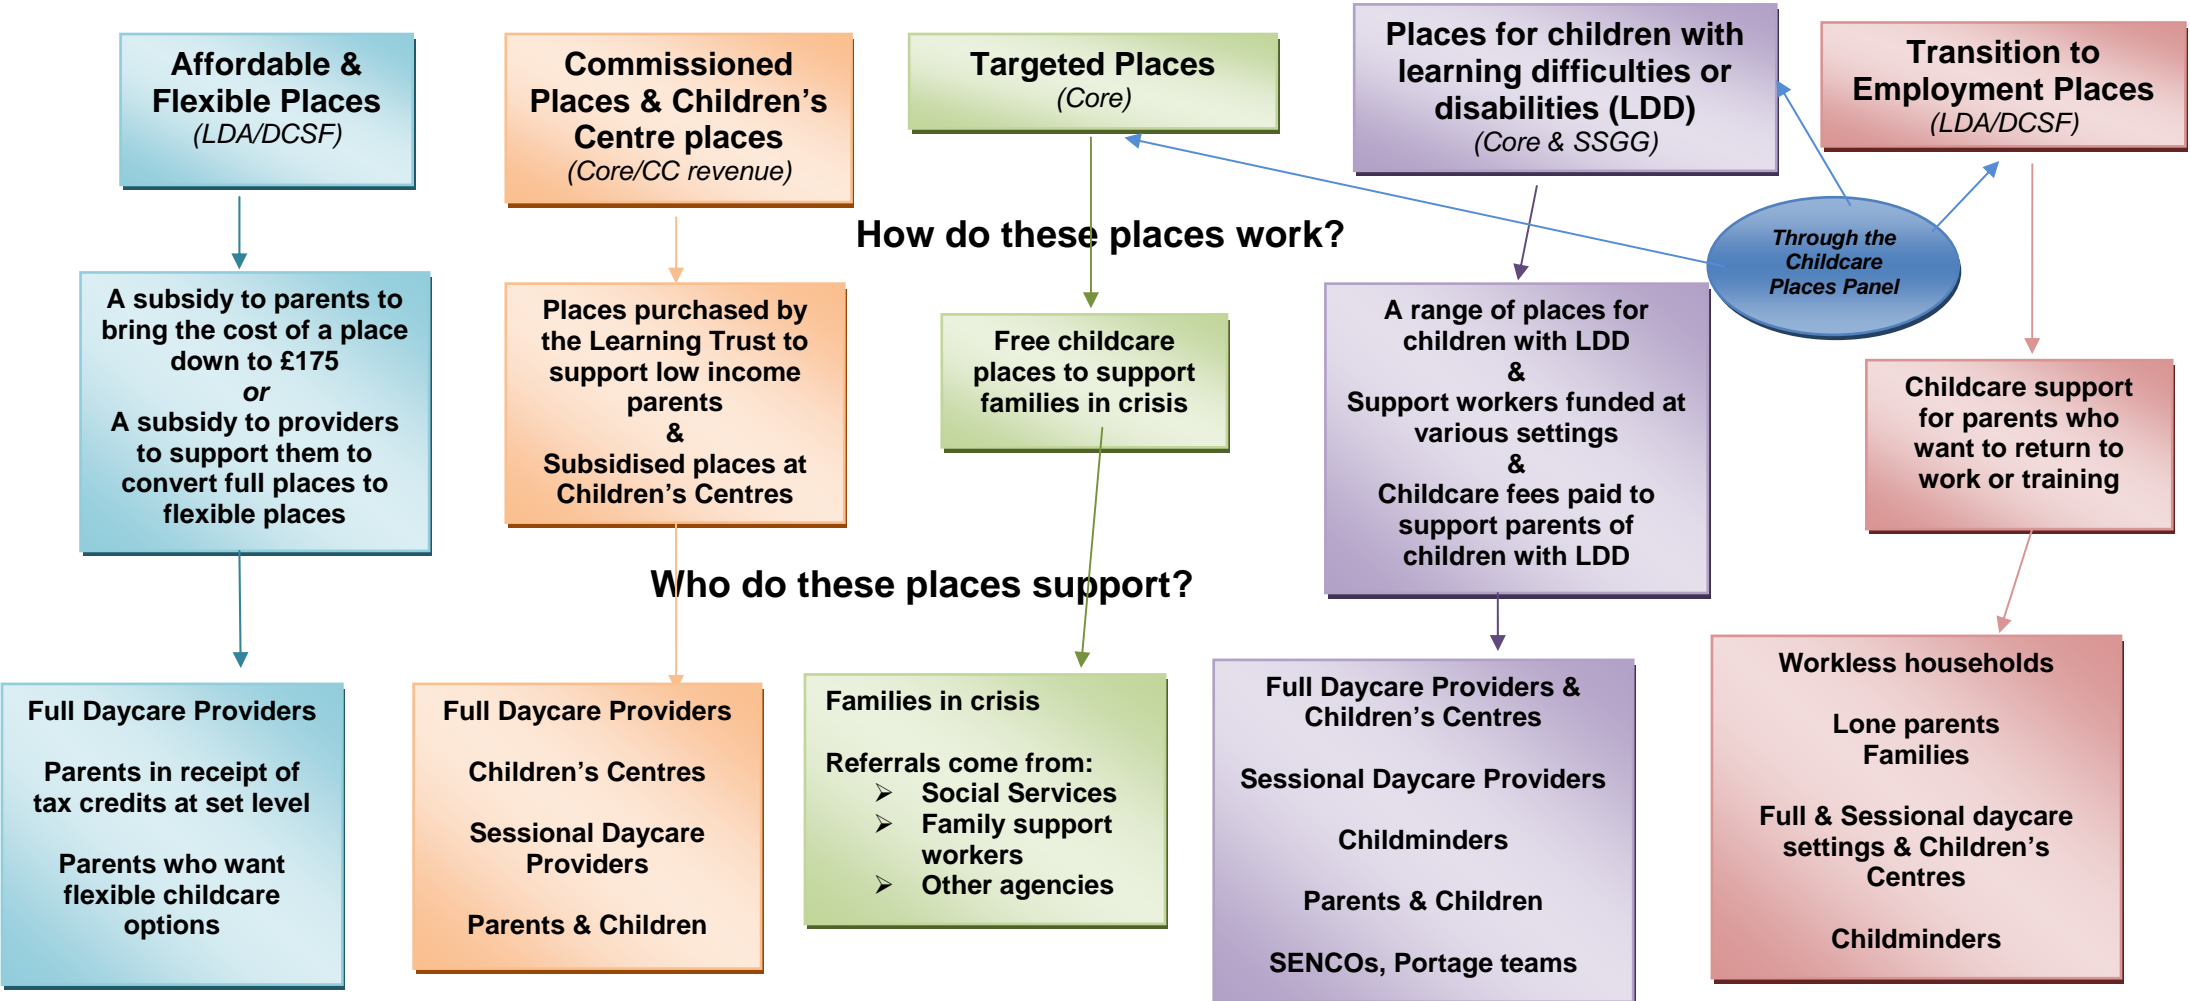 Affordable &
Flexible Places
(LDA/DCSF)
Commissioned
Places & Children’s
Centre places
(Core/CC revenue)
Targeted Places
(Core)
Places for children with
learning difficulties or
disabilities (LDD)
(Core & SSGG)
Transition to
Employment Places
(LDA/DCSF)
How do these places work?
Through the
Childcare
Places Panel
A subsidy to parents to
bring the cost of a place
down to £175
or
A subsidy to providers
to support them to
convert full places to
flexible places
Places purchased by
the Learning Trust to
support low income
parents
&
Subsidised places at
Children’s Centres
Free childcare
places to support
families in crisis
A range of places for
children with LDD
&
Support workers funded at
various settings
&
Childcare fees paid to
support parents of
children with LDD
Childcare support
for parents who
want to return to
work or training
Who do these places support?
Full Daycare Providers
Parents in receipt of
tax credits at set level
Parents who want
flexible childcare
options
Full Daycare Providers
Children’s Centres
Sessional Daycare
Providers
Parents & Children
Families in crisis
Referrals come from:
➢ Social Services
➢ Family support
workers
➢ Other agencies
Full Daycare Providers &
Children’s Centres
Sessional Daycare Providers
Childminders
Parents & Children
SENCOs, Portage teams
Workless households
Lone parents
Families
Full & Sessional daycare
settings & Children’s
Centres
Childminders